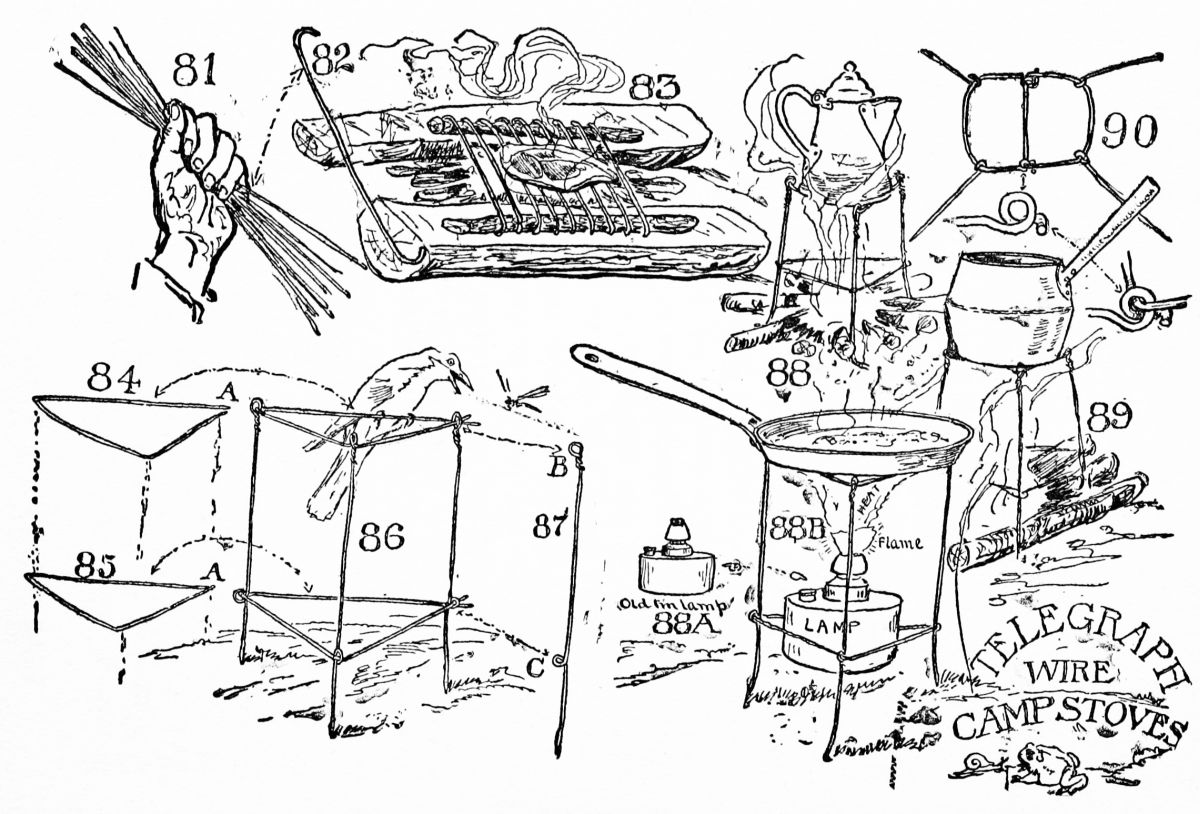 81
82
83
90
88
89
84
A
86
B
87
85
A
C
HEAT
88B
Flame
Old tin lamp
88A
LAMP
TELEGRAPH
WIRE
CAMP STOVES